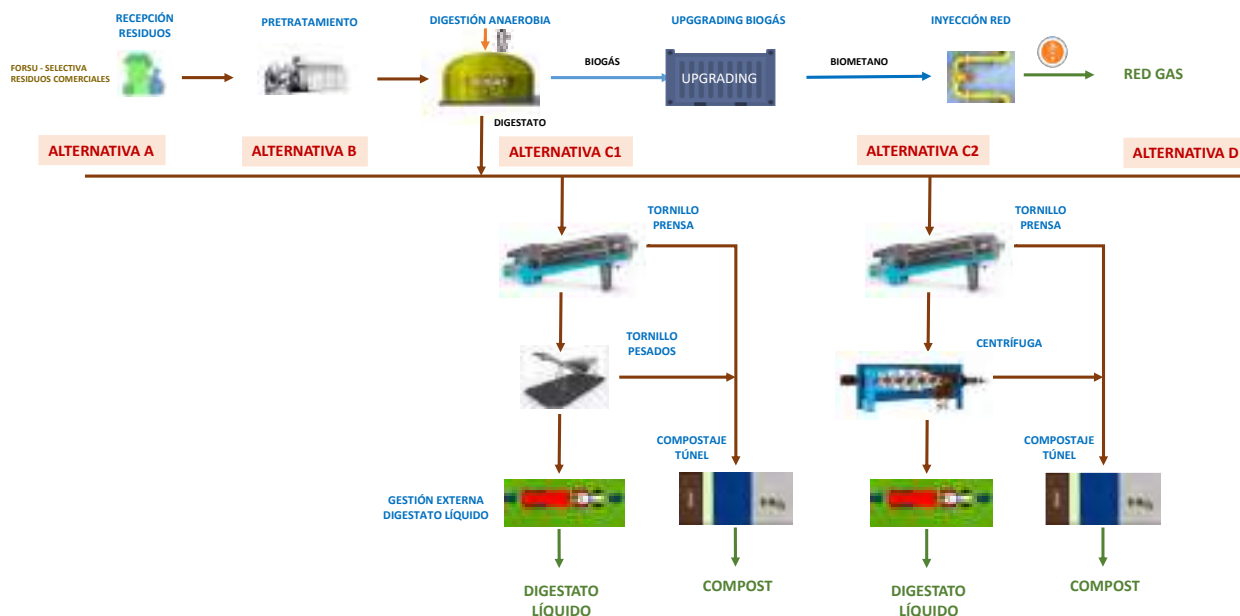 RECEPCIÓN
RESIDUOS
PRETRATAMIENTO
DIGESTIÓN ANAEROBIA
UPGGRADING BIOGÁS
INYECCIÓN RED
FORSU - SELECTIVA
RESIDUOS COMERCIALES
BIOGÁS
UPGRADING
BIOMETANO
RED GAS
DIGESTATO
ALTERNATIVA A
ALTERNATIVA B
ALTERNATIVA C1
ALTERNATIVA C2
ALTERNATIVA D
TORNILLO
PRENSA
TORNILLO
PRENSA
TORNILLO
PESADOS
CENTRÍFUGA
COMPOSTAJE
TÚNEL
COMPOSTAJE
TÚNEL
GESTIÓN EXTERNA
DIGESTATO LÍQUIDO
DIGESTATO
LÍQUIDO
COMPOST
DIGESTATO
LÍQUIDO
COMPOST